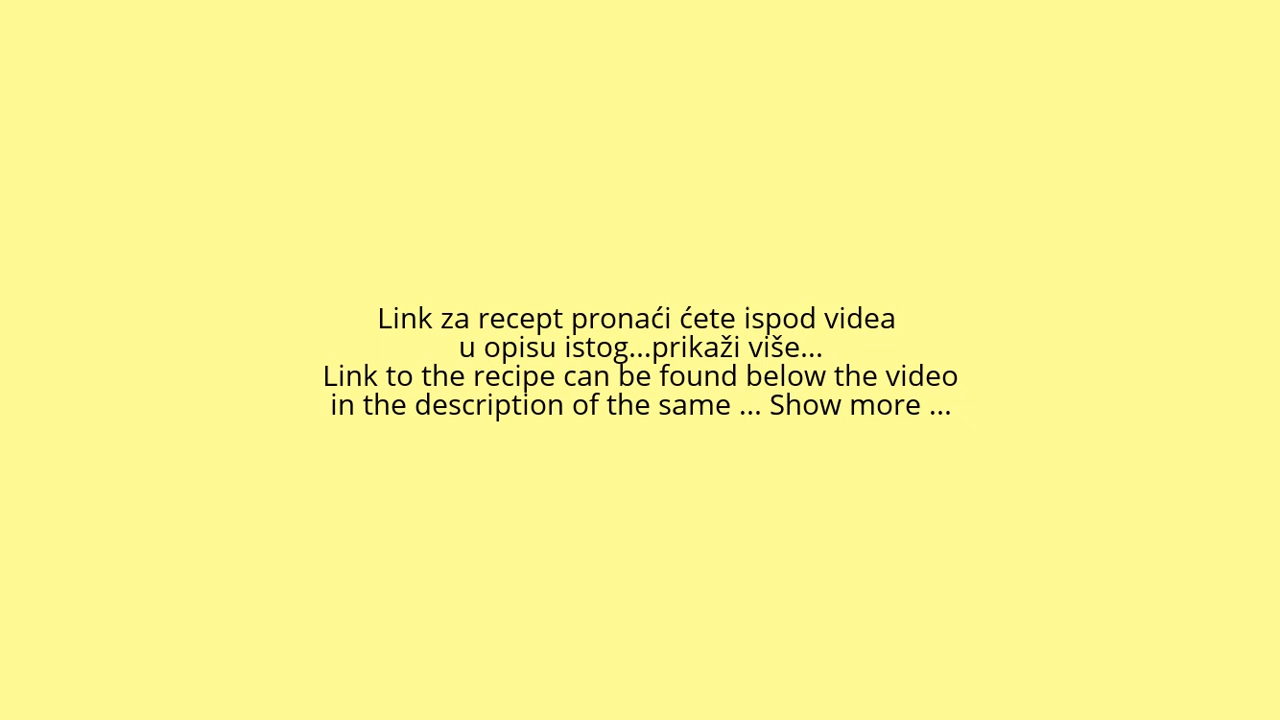 Link za recept pronaći ćete ispod videa
u opisu istog...prikaži više...
Link to the recipe can be found below the video
in the description of the same ... Show more ...